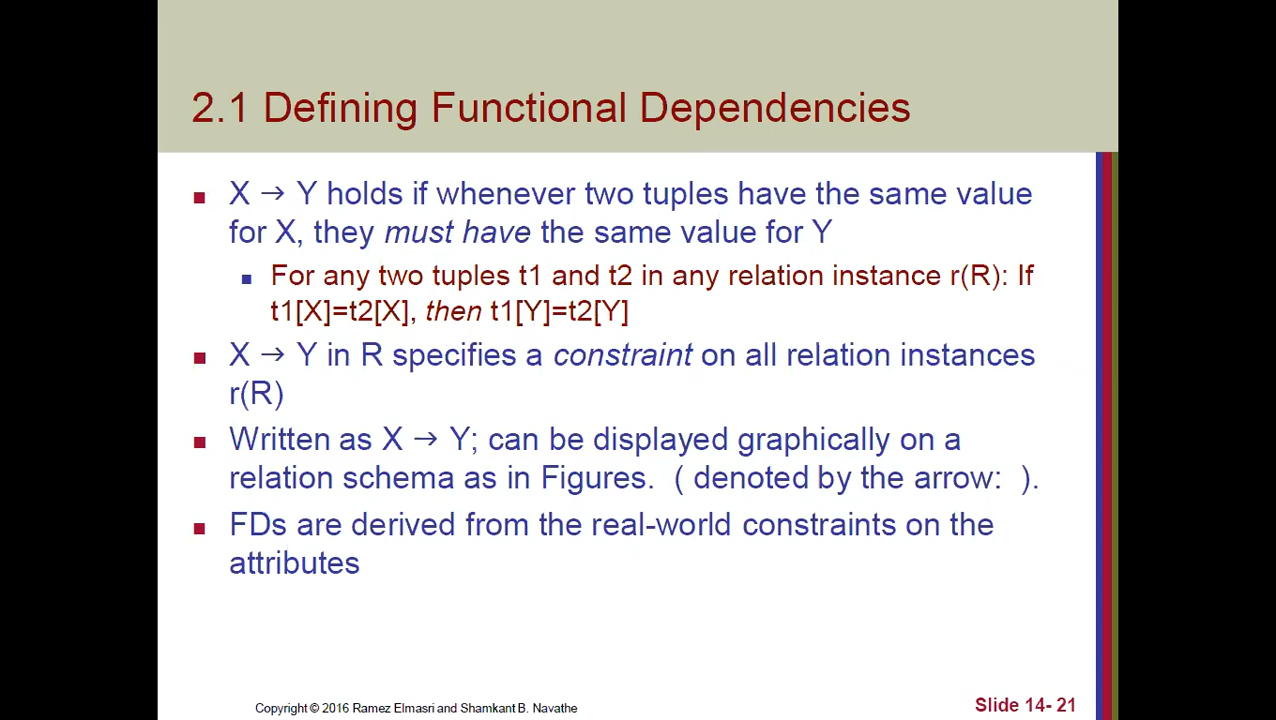 2.1 Defining Functional Dependencies
X → Y holds if whenever two tuples have the same value
for X, they must have the same value for Y
For any two tuples t1 and t2 in any relation instance r(R): If
t1[X]=t2[X], then t1[Y]=t2[Y]
X → Y in R specifies a constraint on all relation instances
r(R)
Written as X → Y; can be displayed graphically on a
relation schema as in Figures. ( denoted by the arrow: ).
FDs are derived from the real-world constraints on the
attributes
Copyright © 2016 Ramez Elmasri and Shamkant B. Navathe
Slide 14- 21